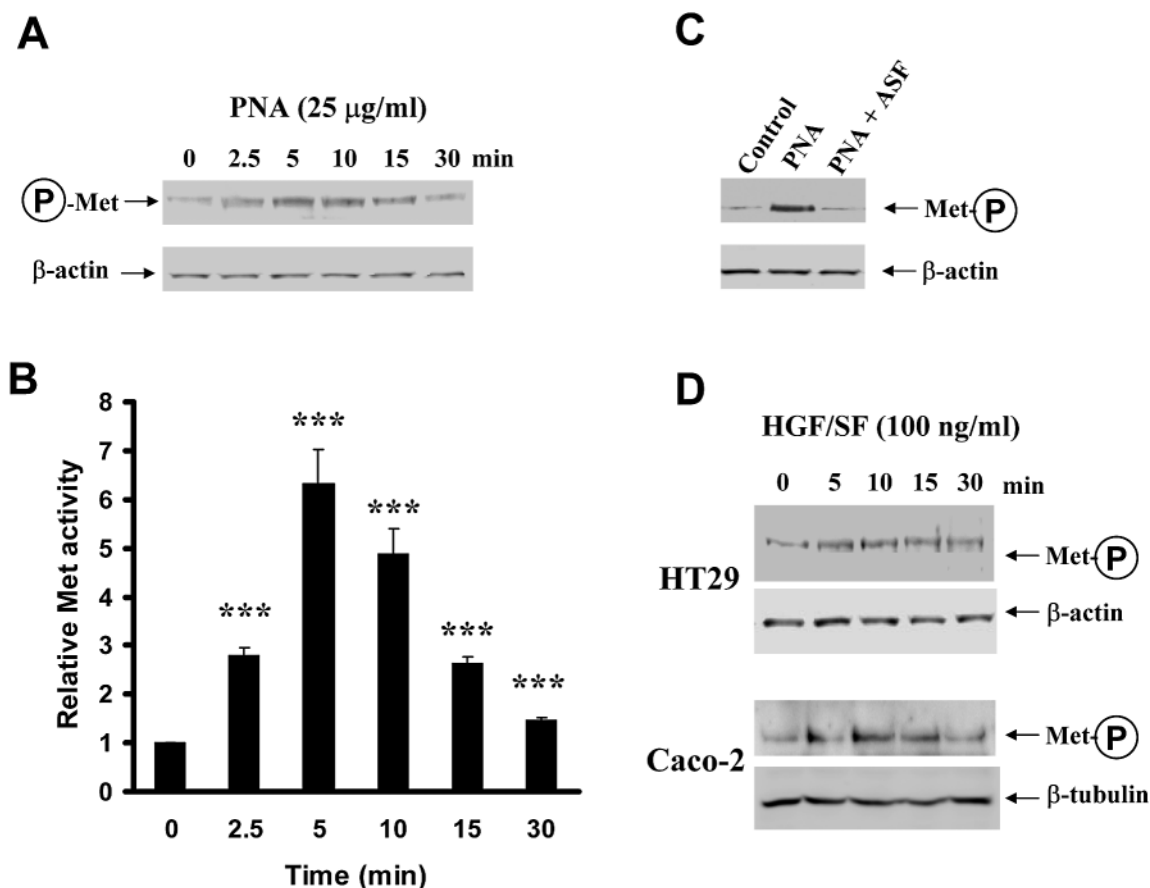 A
PNA (25 μg/ml)
0 2.5 5 10 15 30 min
P-Met
β-actin
B
Relative Met activity
8
7
6
5
4
3
2
1
0
***
***
***
***
***
0 2.5 5 10 15 30
Time (min)
C
Control
PNA
PNA + ASF
Met-P
β-actin
D
HGF/SF (100 ng/ml)
0 5 10 15 30 min
HT29
Met-P
β-actin
Caco-2
Met-P
β-tubulin